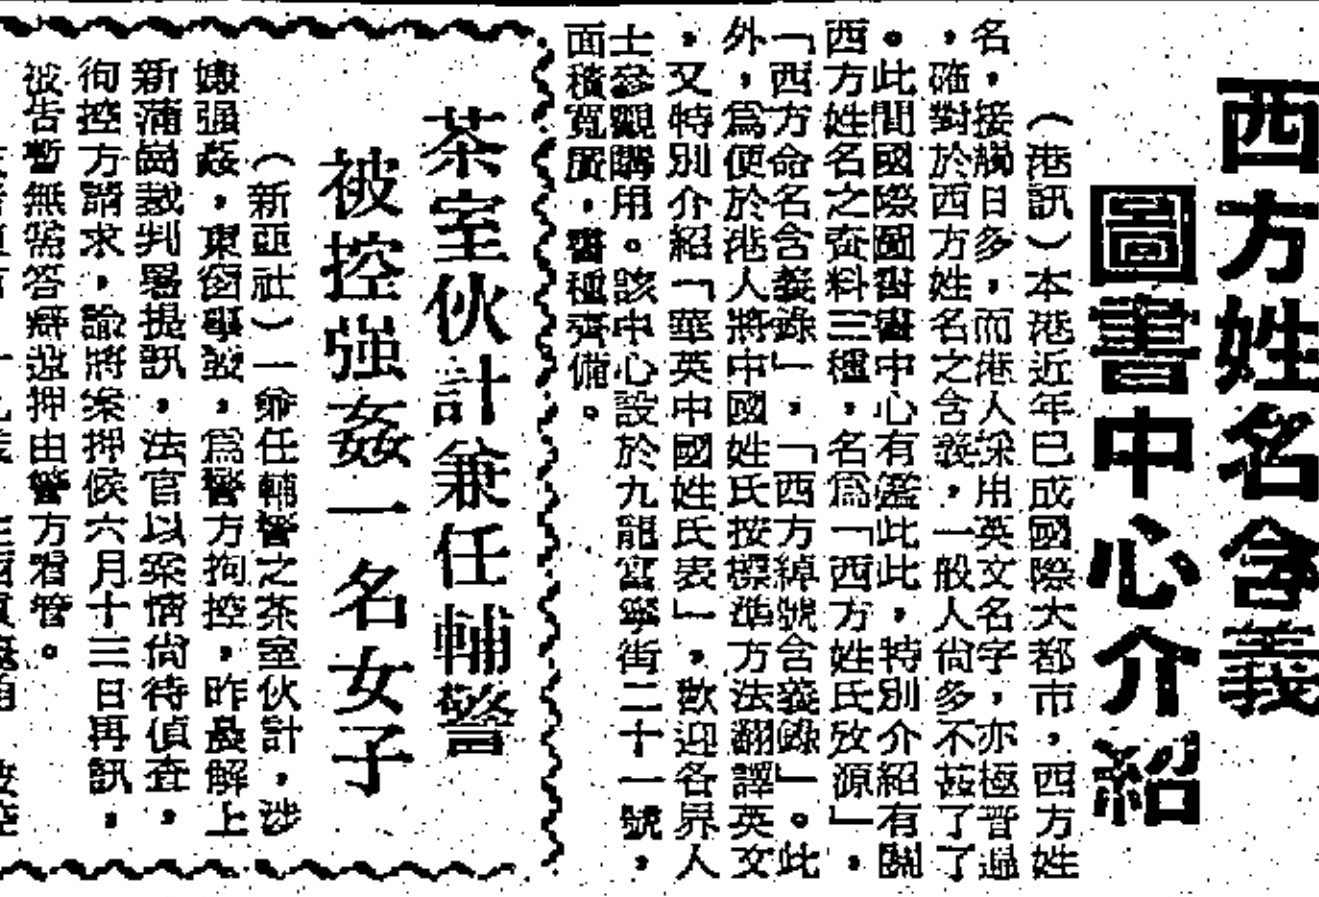 西方姓名含義
圖書中心介紹
（港訊）本港近年已成國際大都市，西方姓
名，接觸日多，而港人採用英文名字，亦極普遍
，確對於西方姓名之含義，一般人尚多不甚了了
。此間國際圖書中心有鑑此此，特別介紹有關
西方姓名之資料三種，名爲「西方姓氏攷源」，
「西方命名含義錄」，「西方綽號含義錄」。此
外，爲便於港人將中國姓氏按標準方法翻譯英文
，又特別介紹「華英中國姓氏表」，歡迎各界人
士參觀購用。該中心設於九龍寧街二十一號，
面積寬廣，書種齊備。
茶室伙計兼任輔警
被控强姦一名女子
（新亞社）一兼任輔警之茶室伙計，涉
嫌强姦，東窗事發，爲警方拘控，昨晨解上
新蒲崗裁判署提訊，法官以案情尚待偵查，
徇控方請求，諭將案押候六月十三日再訊，
被告暫無需答辯還押由警方看管。